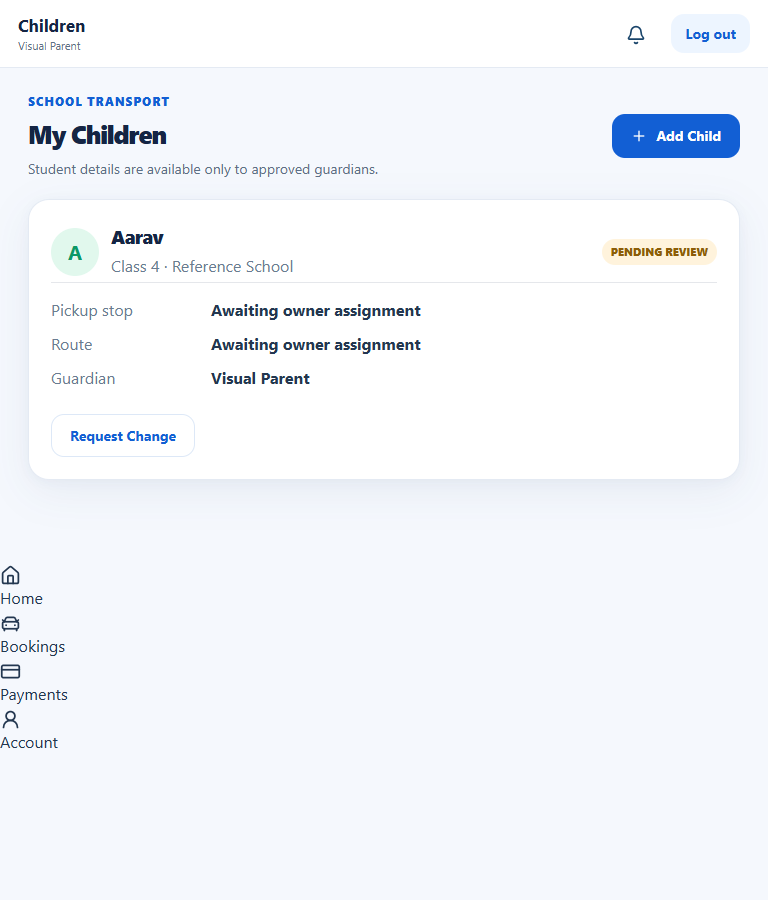 Children
Visual Parent
Log out
SCHOOL TRANSPORT
My Children
Add Child
Student details are available only to approved guardians.
A
Aarav
Class 4 · Reference School
PENDING REVIEW
Pickup stop Awaiting owner assignment
Route Awaiting owner assignment
Guardian Visual Parent
Request Change
Home
Bookings
Payments
Account